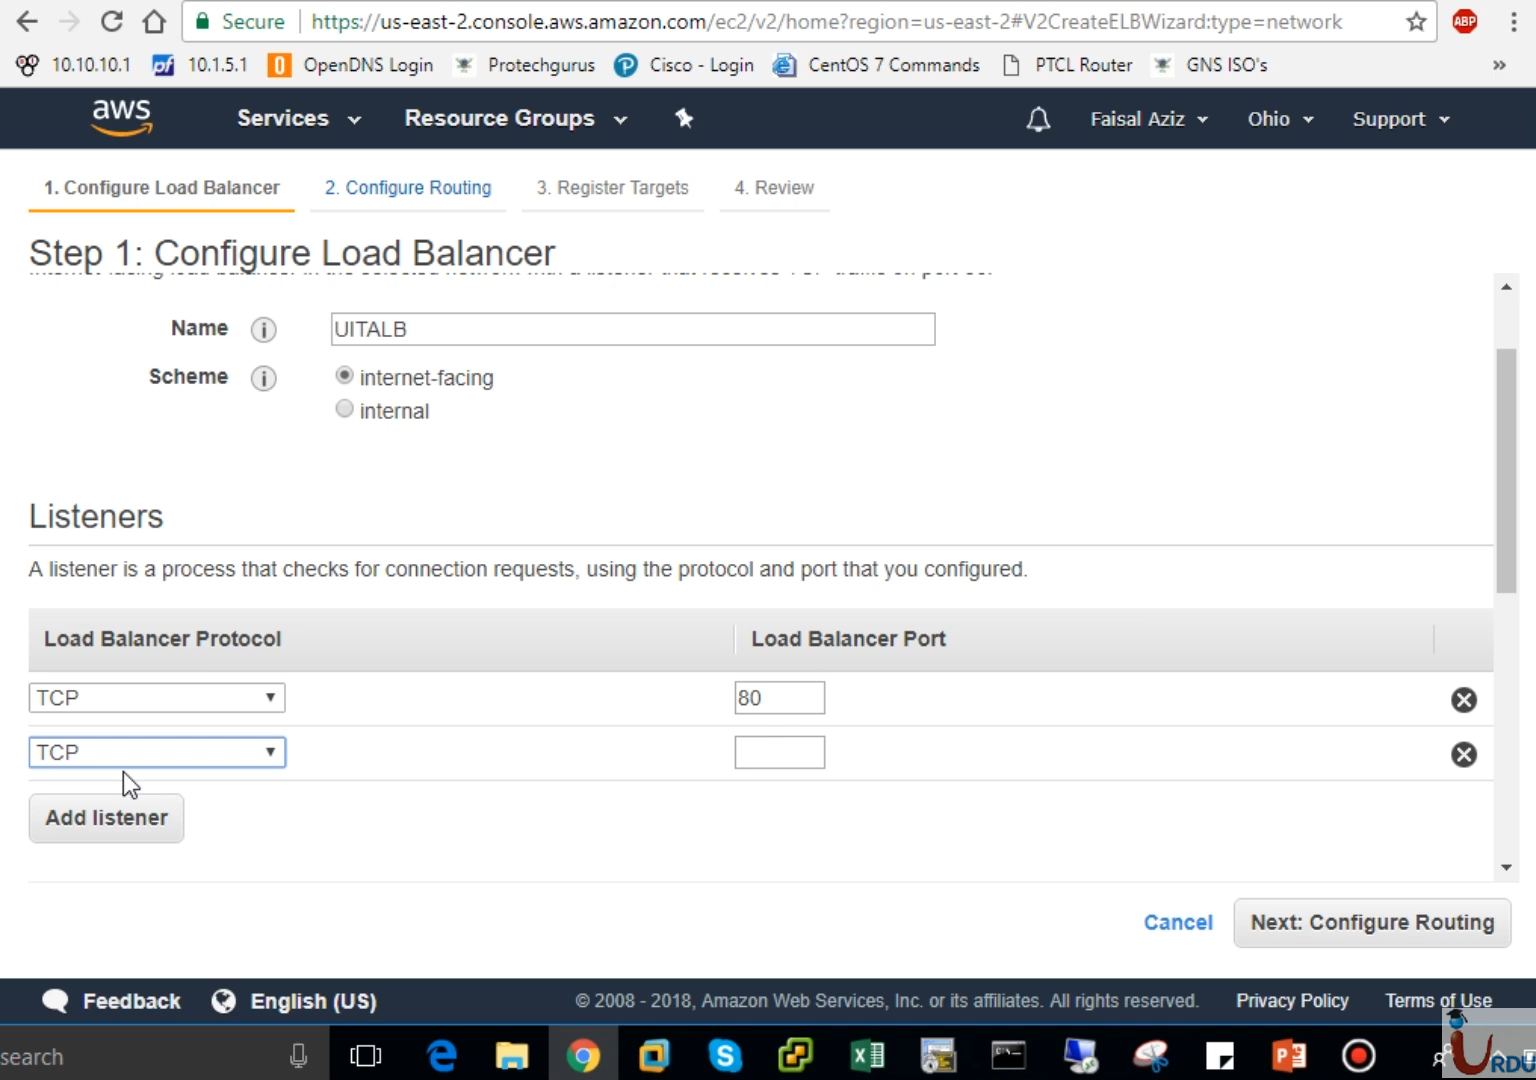 Secure https://us-east-2.console.aws.amazon.com/ec2/v2/home?region=us-east-2#V2CreateELBWizard:type=network ABP
10.10.10.1 pf 10.1.5.1 OpenDNS Login Protechgurus Cisco - Login CentOS 7 Commands PTCL Router GNS ISO's »
aws Services Resource Groups Faisal Aziz Ohio Support
1. Configure Load Balancer 2. Configure Routing 3. Register Targets 4. Review
Step 1: Configure Load Balancer
Name i UITALB
Scheme i internet-facing
internal
Listeners
A listener is a process that checks for connection requests, using the protocol and port that you configured.
Load Balancer Protocol Load Balancer Port
TCP 80
TCP
Add listener
Cancel Next: Configure Routing
Feedback English (US) © 2008 - 2018, Amazon Web Services, Inc. or its affiliates. All rights reserved. Privacy Policy Terms of Use
search
URDU